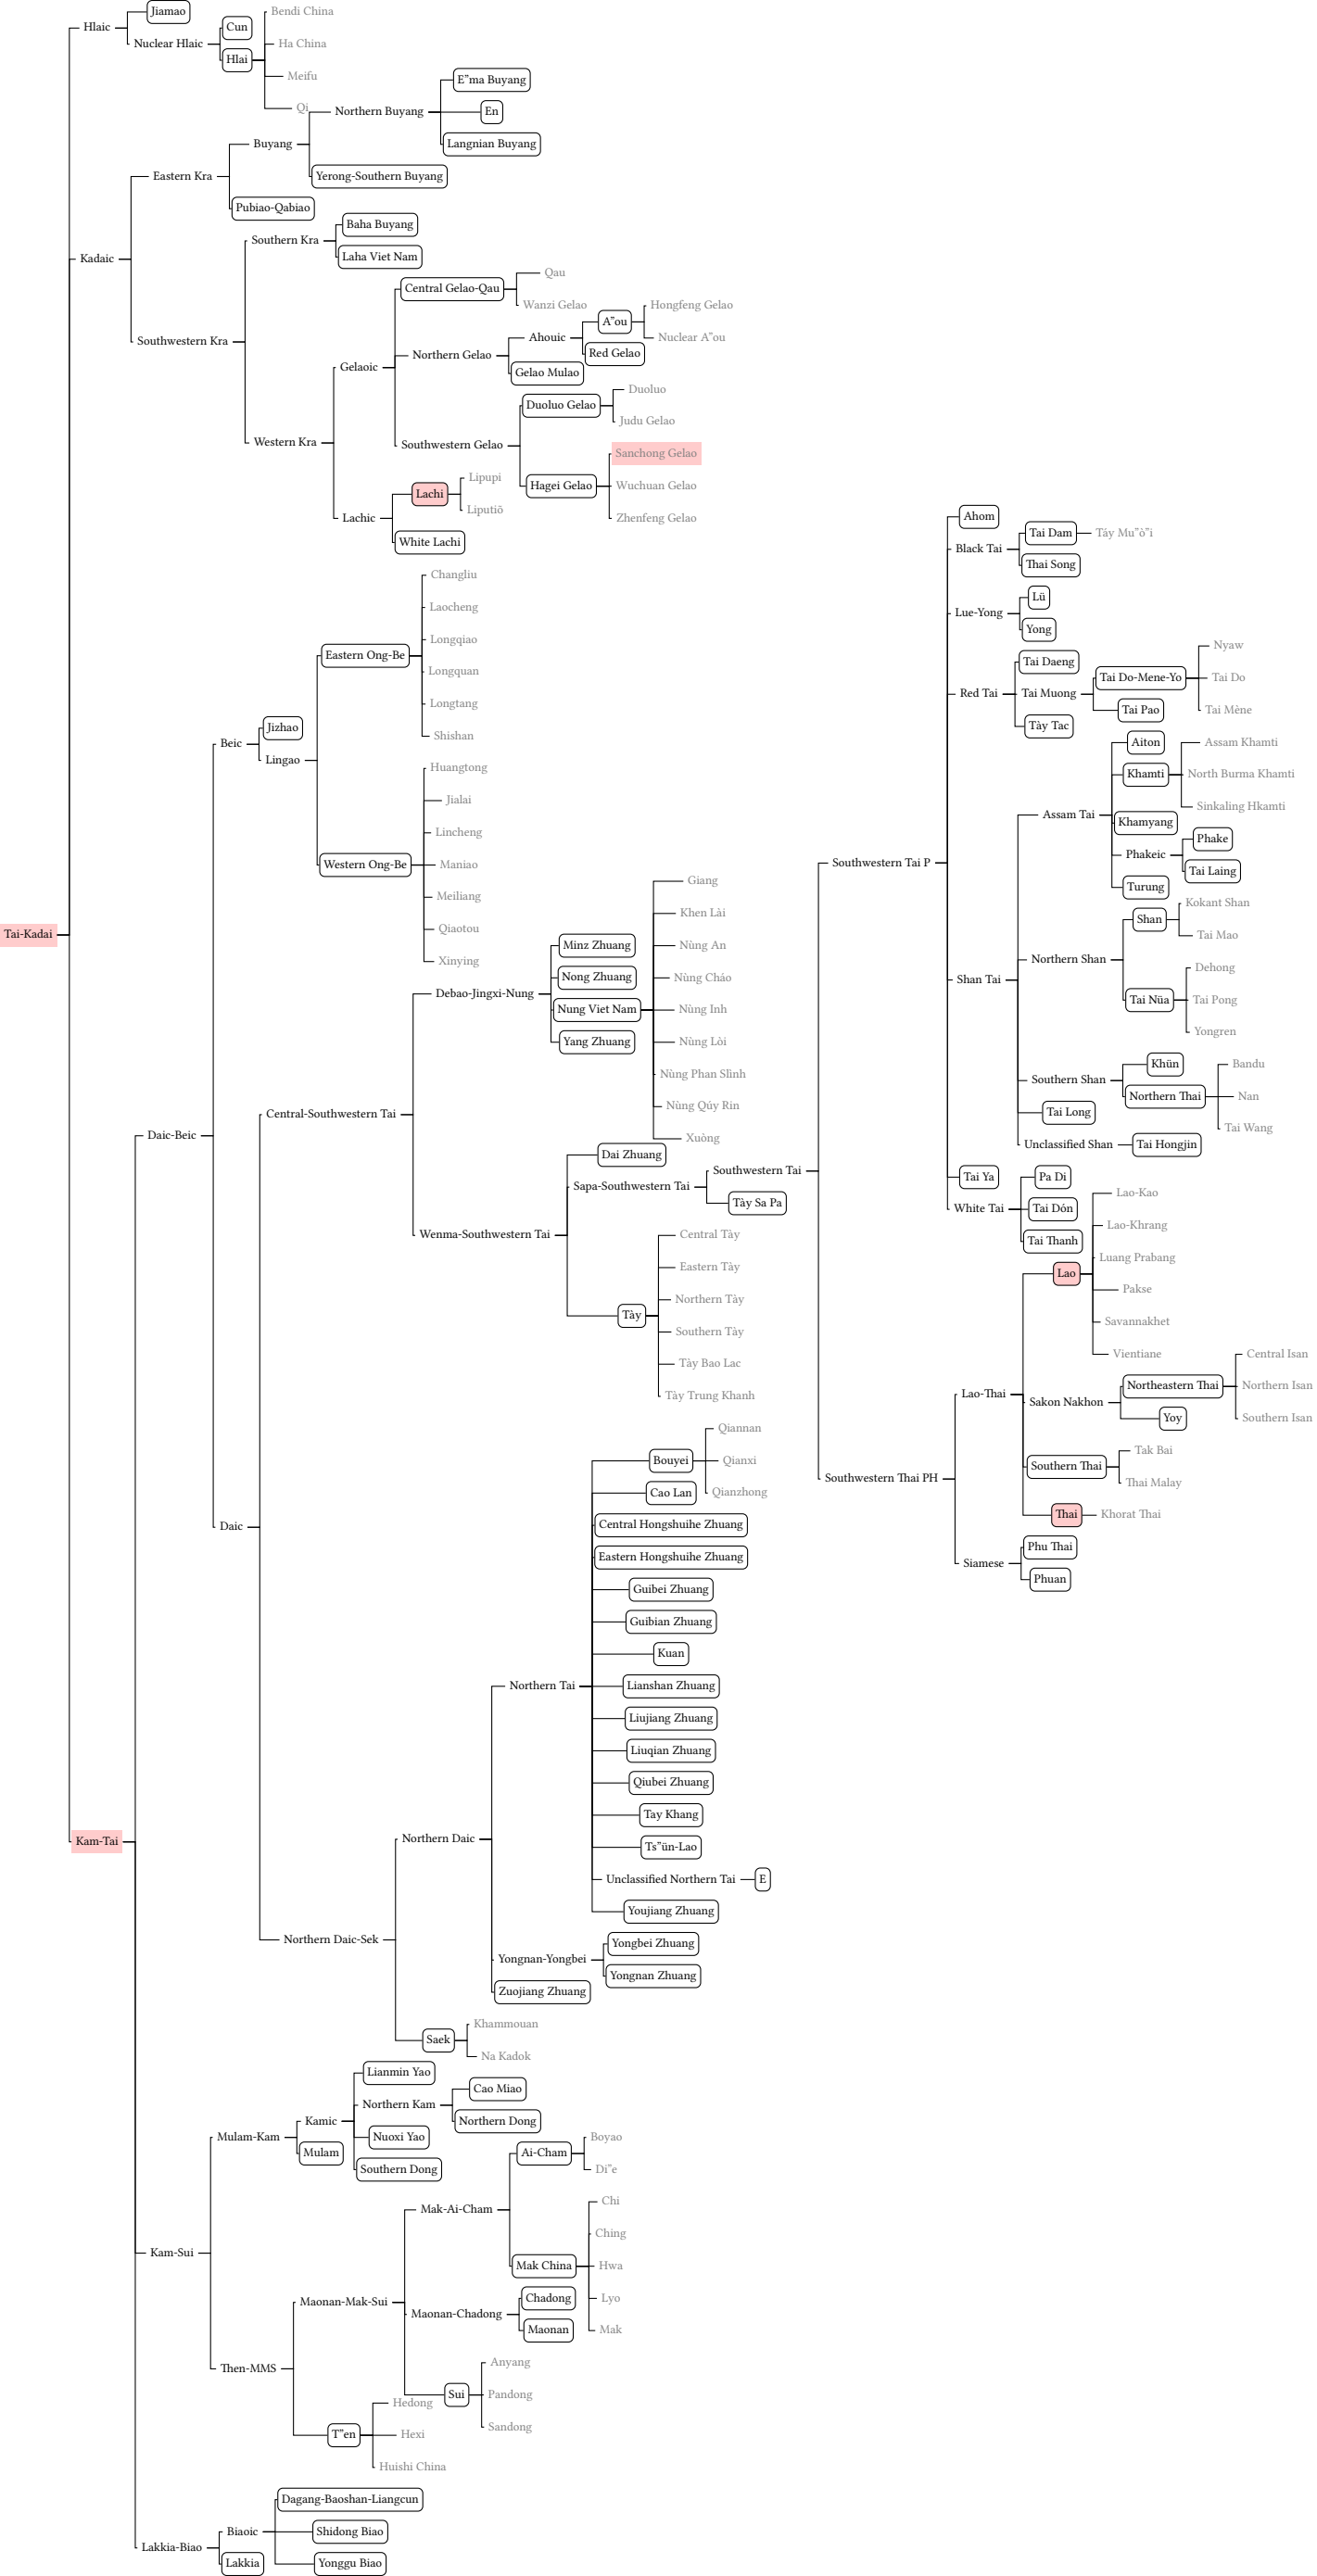 Tai-Kadai
Hlaic
Jiamao
Nuclear Hlaic
Cun
Hlai
Bendi China
Ha China
Meifu
Qi
Kadaic
Eastern Kra
Buyang
Northern Buyang
E"ma Buyang
En
Langnian Buyang
Yerong-Southern Buyang
Pubiao-Qabiao
Southwestern Kra
Southern Kra
Baha Buyang
Laha Viet Nam
Western Kra
Gelaoic
Central Gelao-Qau
Qau
Wanzi Gelao
Northern Gelao
Ahouic
A"ou
Hongfeng Gelao
Nuclear A"ou
Red Gelao
Gelao Mulao
Southwestern Gelao
Duoluo Gelao
Duoluo
Judu Gelao
Hagei Gelao
Sanchong Gelao
Wuchuan Gelao
Zhenfeng Gelao
Lachic
Lachi
Lipupi
Liputiõ
White Lachi
Kam-Tai
Daic-Beic
Beic
Jizhao
Lingao
Eastern Ong-Be
Changliu
Laocheng
Longqiao
Longquan
Longtang
Shishan
Western Ong-Be
Huangtong
Jialai
Lincheng
Maniao
Meiliang
Qiaotou
Xinying
Daic
Central-Southwestern Tai
Debao-Jingxi-Nung
Minz Zhuang
Nong Zhuang
Nung Viet Nam
Giang
Khen Lài
Nùng An
Nùng Cháo
Nùng Inh
Nùng Lòi
Nùng Phan Slình
Nùng Qúy Rin
Xuòng
Yang Zhuang
Wenma-Southwestern Tai
Dai Zhuang
Sapa-Southwestern Tai
Southwestern Tai
Southwestern Tai P
Ahom
Black Tai
Tai Dam
Táy Mu"ò"i
Thai Song
Lue-Yong
Lü
Yong
Red Tai
Tai Daeng
Tai Muong
Tai Do-Mene-Yo
Nyaw
Tai Do
Tai Mène
Tai Pao
Tày Tac
Shan Tai
Assam Tai
Aiton
Khamti
Assam Khamti
North Burma Khamti
Sinkaling Hkamti
Khamyang
Phakeic
Phake
Tai Laing
Turung
Northern Shan
Shan
Kokant Shan
Tai Mao
Tai Nüa
Dehong
Tai Pong
Yongren
Southern Shan
Khün
Northern Thai
Bandu
Nan
Tai Wang
Tai Long
Unclassified Shan
Tai Hongjin
Tai Ya
White Tai
Pa Di
Tai Dón
Tai Thanh
Southwestern Thai PH
Lao-Thai
Lao
Lao-Kao
Lao-Khrang
Luang Prabang
Pakse
Savannakhet
Vientiane
Sakon Nakhon
Northeastern Thai
Central Isan
Northern Isan
Southern Isan
Yoy
Southern Thai
Tak Bai
Thai Malay
Thai
Khorat Thai
Siamese
Phu Thai
Phuan
Tày Sa Pa
Tày
Central Tày
Eastern Tày
Northern Tày
Southern Tày
Tày Bao Lac
Tày Trung Khanh
Northern Daic-Sek
Northern Daic
Northern Tai
Bouyei
Qiannan
Qianxi
Qianzhong
Cao Lan
Central Hongshuihe Zhuang
Eastern Hongshuihe Zhuang
Guibei Zhuang
Guibian Zhuang
Kuan
Lianshan Zhuang
Liujiang Zhuang
Liuqian Zhuang
Qiubei Zhuang
Tay Khang
Ts"ün-Lao
Unclassified Northern Tai
E
Youjiang Zhuang
Yongnan-Yongbei
Yongbei Zhuang
Yongnan Zhuang
Zuojiang Zhuang
Saek
Khammouan
Na Kadok
Kam-Sui
Mulam-Kam
Kamic
Lianmin Yao
Northern Kam
Cao Miao
Northern Dong
Nuoxi Yao
Southern Dong
Mulam
Then-MMS
Maonan-Mak-Sui
Mak-Ai-Cham
Ai-Cham
Boyao
Di"e
Mak China
Chi
Ching
Hwa
Lyo
Mak
Maonan-Chadong
Chadong
Maonan
Sui
Anyang
Pandong
Sandong
T"en
Hedong
Hexi
Huishi China
Lakkia-Biao
Biaoic
Dagang-Baoshan-Liangcun
Shidong Biao
Yonggu Biao
Lakkia